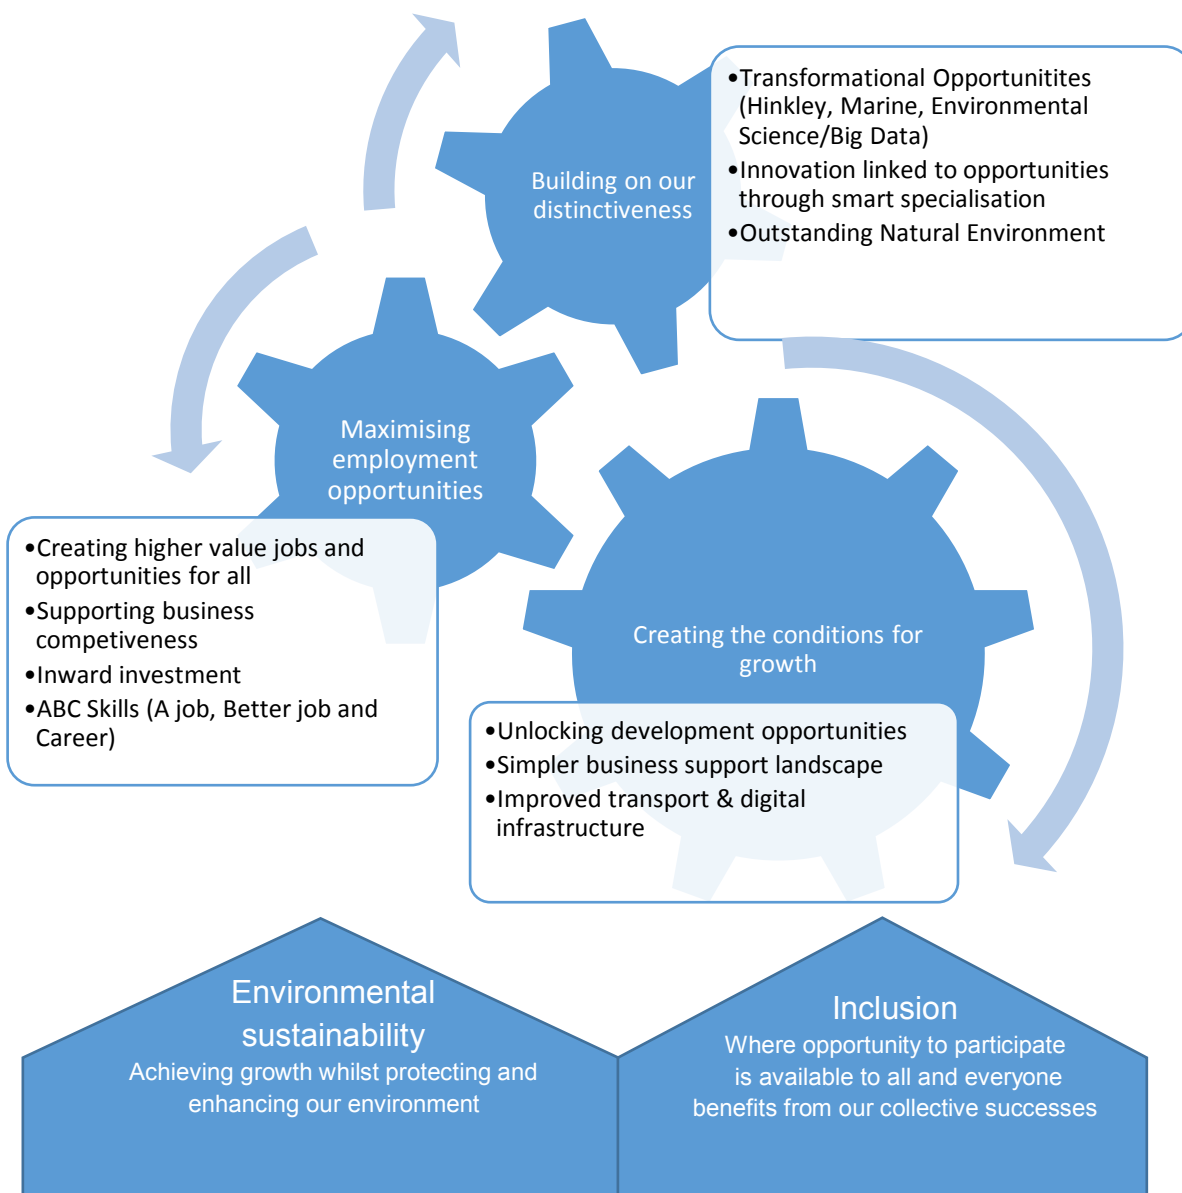 Building on our
distinctiveness
•Transformational Opportunitites
(Hinkley, Marine, Environmental
Science/Big Data)
•Innovation linked to opportunities
through smart specialisation
•Outstanding Natural Environment
Maximising
employment
opportunities
•Creating higher value jobs and
opportunities for all
•Supporting business
competiveness
•Inward investment
•ABC Skills (A job, Better job and
Career)
Creating the conditions for
growth
•Unlocking development opportunities
•Simpler business support landscape
•Improved transport & digital
infrastructure
Environmental
sustainability
Achieving growth whilst protecting and
enhancing our environment
Inclusion
Where opportunity to participate
is available to all and everyone
benefits from our collective successes